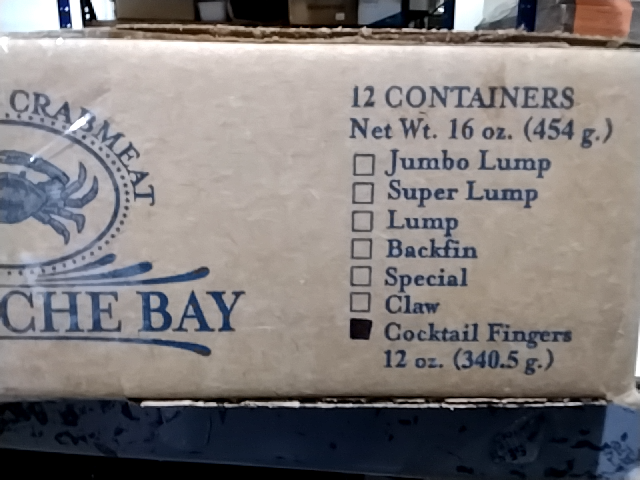 CRABMEAT
CHE BAY
12 CONTAINERS
Net Wt. 16 oz. (454 g.)
Jumbo Lump
Super Lump
Lump
Backfin
Special
Claw
Cocktail Fingers
12 oz. (340.5 g.)